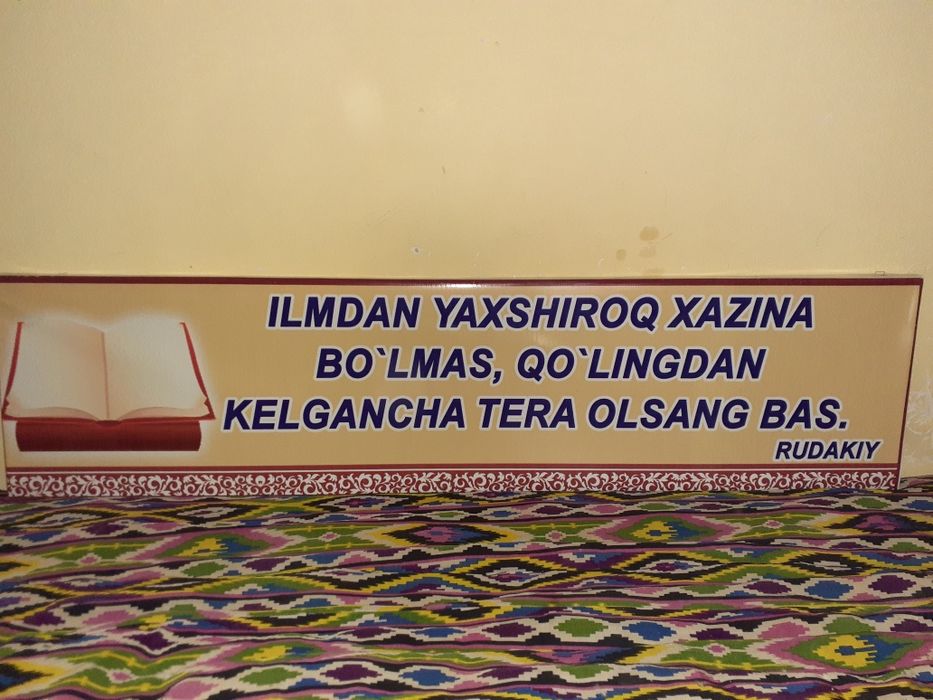 ILMDAN YAXSHIROQ XAZINA
BO`LMAS, QO`LINGDAN
KELGANCHA TERA OLSANG BAS.
RUDAKIY